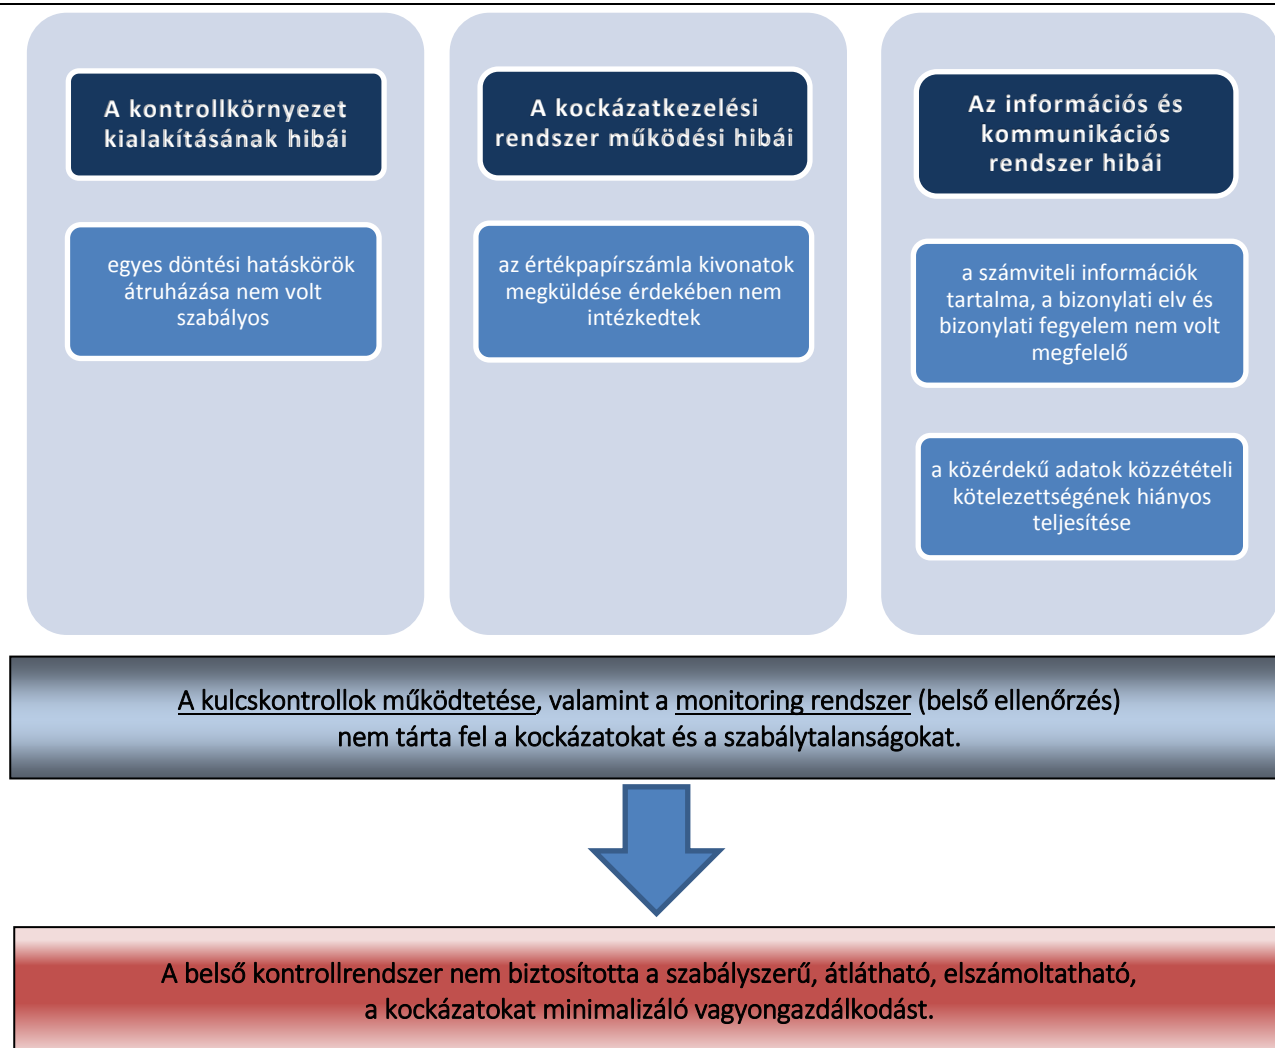 A kontrollkörnyezet
kialakításának hibái
egyes döntési hatáskörök
átruházása nem volt
szabályos
A kockázatkezelési
rendszer működési hibái
az értékpapírszámla kivonatok
megküldése érdekében nem
intézkedtek
Az információs és
kommunikációs
rendszer hibái
a számviteli információk
tartalma, a bizonylati elv és
bizonylati fegyelem nem volt
megfelelő
a közérdekű adatok közzétételi
kötelezettségének hiányos
teljesítése
A kulcskontrollok működtetése, valamint a monitoring rendszer (belső ellenőrzés)
nem tárta fel a kockázatokat és a szabálytalanságokat.
A belső kontrollrendszer nem biztosította a szabályszerű, átlátható, elszámoltatható,
a kockázatokat minimalizáló vagyongazdálkodást.